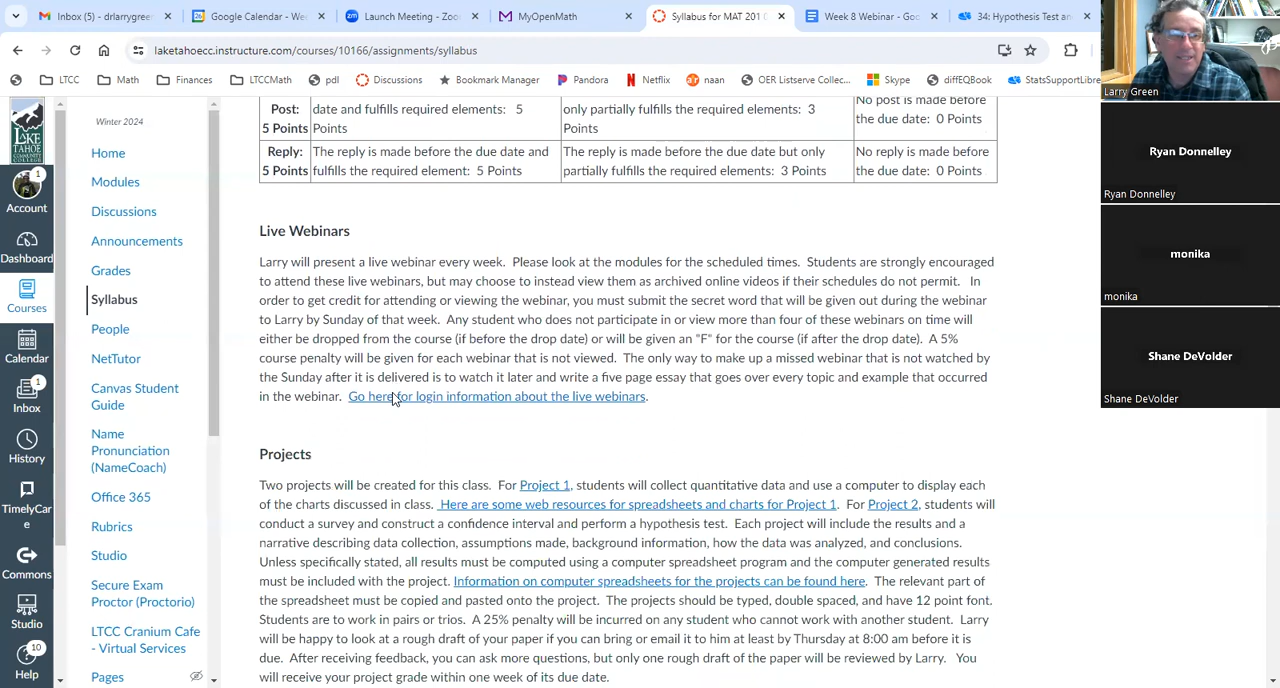 Inbox (5) - drlarrygree
Google Calendar - We
Launch Meeting - Zoo
MyOpenMath
Syllabus for MAT 201 (
Week 8 Webinar - Goo
34: Hypothesis Test an
laketahoecc.instructure.com/courses/10166/assignments/syllabus
LTCC
Math
Finances
LTCCMath
pdl
Discussions
Bookmark Manager
Pandora
Netflix
naan
OER Listserve Collec...
Skype
diffEQBook
StatsSupportLibre
LAKE TAHOE
Account
1
Dashboard
Courses
Calendar
Inbox
1
History
TimelyCar
e
Commons
Studio
Help
10
Winter 2024
Home
Modules
Discussions
Announcements
Grades
Syllabus
People
NetTutor
Canvas Student
Guide
Name
Pronunciation
(NameCoach)
Office 365
Rubrics
Studio
Secure Exam
Proctor (Proctorio)
LTCC Cranium Cafe
- Virtual Services
Pages
Post
5 Points
date and fulfills the required elements: 5
Points
only partially fulfills the required elements: 3
Points
No post is made before
the due date: 0 Points
Reply
5 Points
The reply is made before the due date and
fulfills the required elements: 5 Points
The reply is made before the due date but only
partially fulfills the required elements: 3 Points
No reply is made before
the due date: 0 Points
Live Webinars
Larry will present a live webinar every week. Please look at the modules for the scheduled times. Students are strongly encouraged
to attend these live webinars but may choose to instead view them as archived online videos if their schedules do not permit. In
order to get credit for attending or viewing the webinar, you must submit the secret word that will be given out during the webinar
to Larry by Sunday of the week. Any student who does not participate in or view more than four of these webinars on time will
either be dropped from the course (if before the drop date) or will be given an "F" for the course (if after the drop date). A 5%
course penalty will be given for each webinar that is not viewed. The only way to make up a missed webinar that is not watched by
the Sunday after it is delivered is to watch it later and write a five page essay that goes over every topic and example that occurred
in the webinar. Go here for login information about the live webinars.
Projects
Two projects will be created for this class. For Project 1, students will collect quantitative data and use a computer to display each
of the charts discussed in class. Here are some web resources for spreadsheets and charts for Project 1. For Project 2, students will
conduct a survey and construct a confidence interval and perform a hypothesis test. Each project will include the results and a
narrative describing data collection, assumptions made, background information, how the data was analyzed, and conclusions.
Unless specifically stated all results must be computed using a computer spreadsheet program and the computer generated results
must be included with the project. Information on computer spreadsheets for the projects can be found here. The relevant part of
the spreadsheet must be copied and pasted onto the project. The projects should be typed, double spaced, and have 12 point font.
Students are to work in pairs or groups. A 25% penalty will be incurred on any student who cannot work with another student. Larry
will be happy to look at a rough draft of your paper if you can bring or email it to him at least by Thursday at 8:00 am before it is
due. After receiving feedback, you can ask more questions, but only one rough draft of the paper will be reviewed by Larry. You
will receive your project grade within one week of its due date.
Larry Green
Ryan Donnelley
Ryan Donnelley
monika
monika
Shane DeVolder
Shane DeVolder